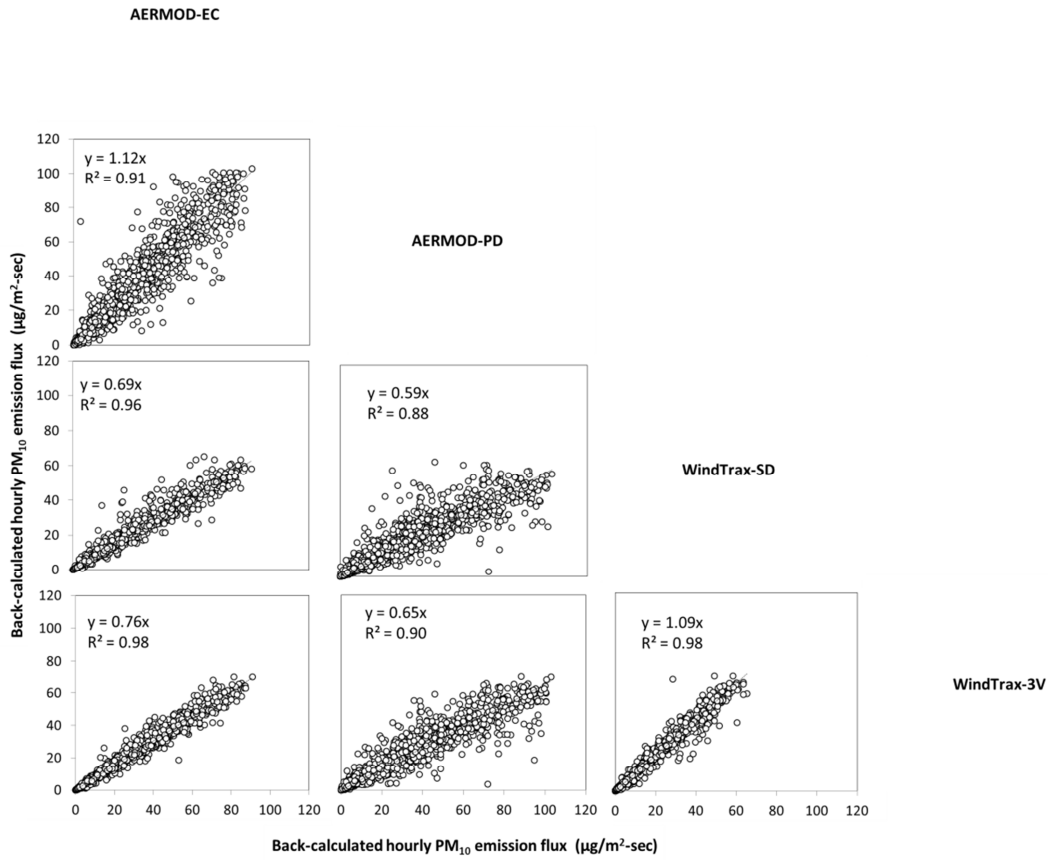 AERMOD-EC
120
100
80
60
40
20
0
y = 1.12x
R² = 0.91
AERMOD-PD
120
100
80
60
40
20
0
y = 0.69x
R² = 0.96
y = 0.59x
R² = 0.88
WindTrax-SD
100
80
60
40
20
0
y = 0.76x
R² = 0.98
y = 0.65x
R² = 0.90
y = 1.09x
R² = 0.98
WindTrax-3V
0 20 40 60 80 100 120
0 20 40 60 80 100 120
0 20 40 60 80 100 120
Back-calculated hourly PM₁₀ emission flux (µg/m²-sec)
Back-calculated hourly PM₁₀ emission flux (µg/m²-sec)